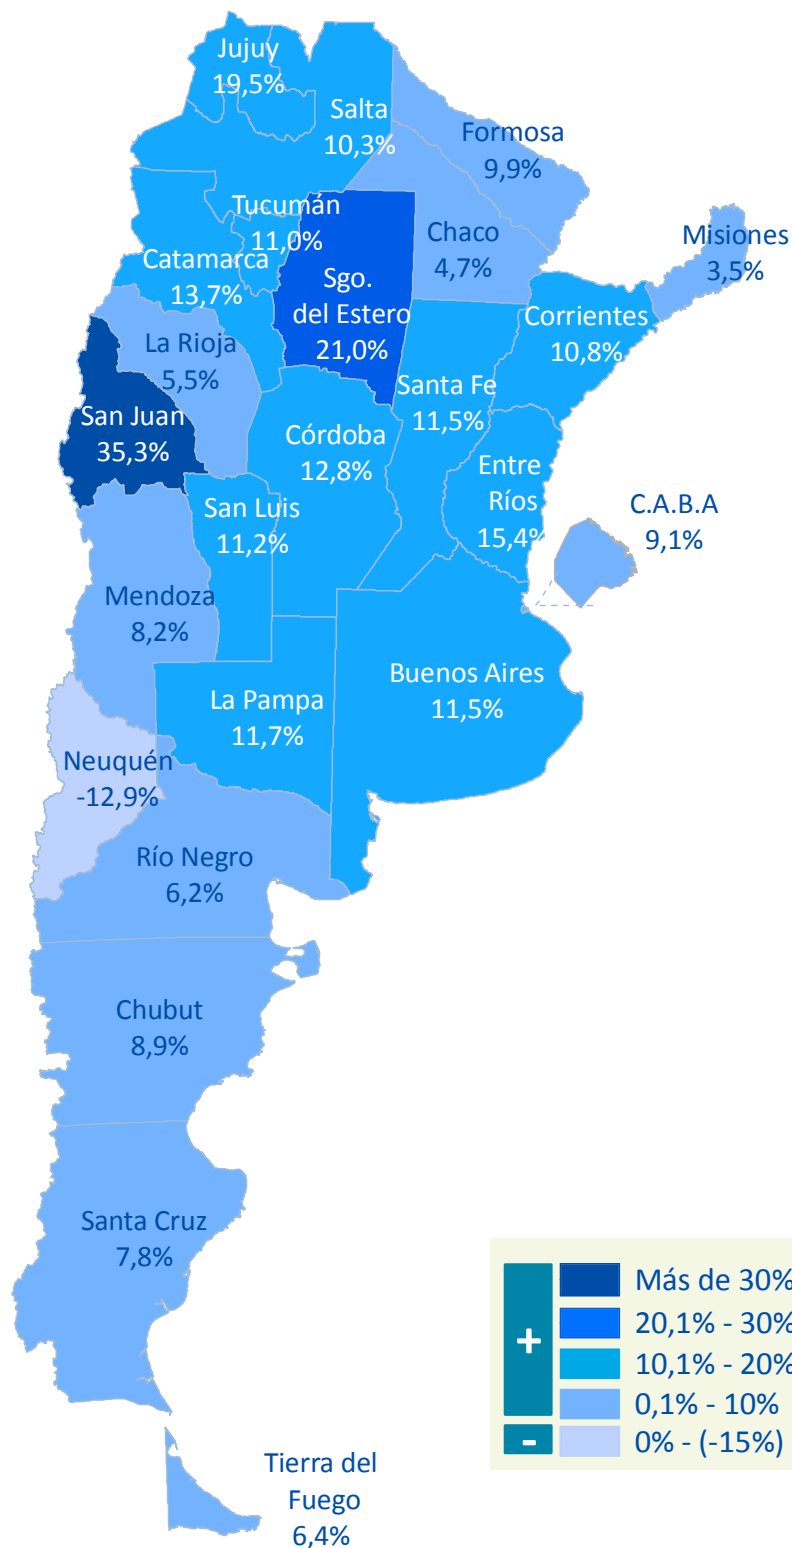 Jujuy
19,5%
Salta
10,3%
Formosa
9,9%
Tucumán
11,0%
Chaco
4,7%
Misiones
3,5%
Catamarca
13,7%
Sgo.
del Estero
21,0%
Corrientes
10,8%
La Rioja
5,5%
Santa Fe
11,5%
San Juan
35,3%
Córdoba
12,8%
Entre
Ríos
15,4%
San Luis
11,2%
C.A.B.A
9,1%
Mendoza
8,2%
Buenos Aires
11,5%
La Pampa
11,7%
Neuquén
-12,9%
Río Negro
6,2%
Chubut
8,9%
Santa Cruz
7,8%
Tierra del
Fuego
6,4%
+
Más de 30%
20,1% - 30%
10,1% - 20%
0,1% - 10%
-
0% - (-15%)